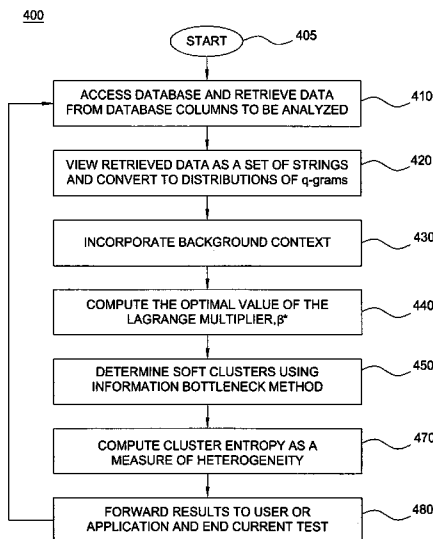 400
START
405
ACCESS DATABASE AND RETRIEVE DATA
FROM DATABASE COLUMNS TO BE ANALYZED
410
VIEW RETRIEVED DATA AS A SET OF STRINGS
AND CONVERT TO DISTRIBUTIONS OF q-grams
420
INCORPORATE BACKGROUND CONTEXT
430
COMPUTE THE OPTIMAL VALUE OF THE
LAGRANGE MULTIPLIER,β*
440
DETERMINE SOFT CLUSTERS USING
INFORMATION BOTTLENECK METHOD
450
COMPUTE CLUSTER ENTROPY AS A
MEASURE OF HETEROGENEITY
470
FORWARD RESULTS TO USER OR
APPLICATION AND END CURRENT TEST
480